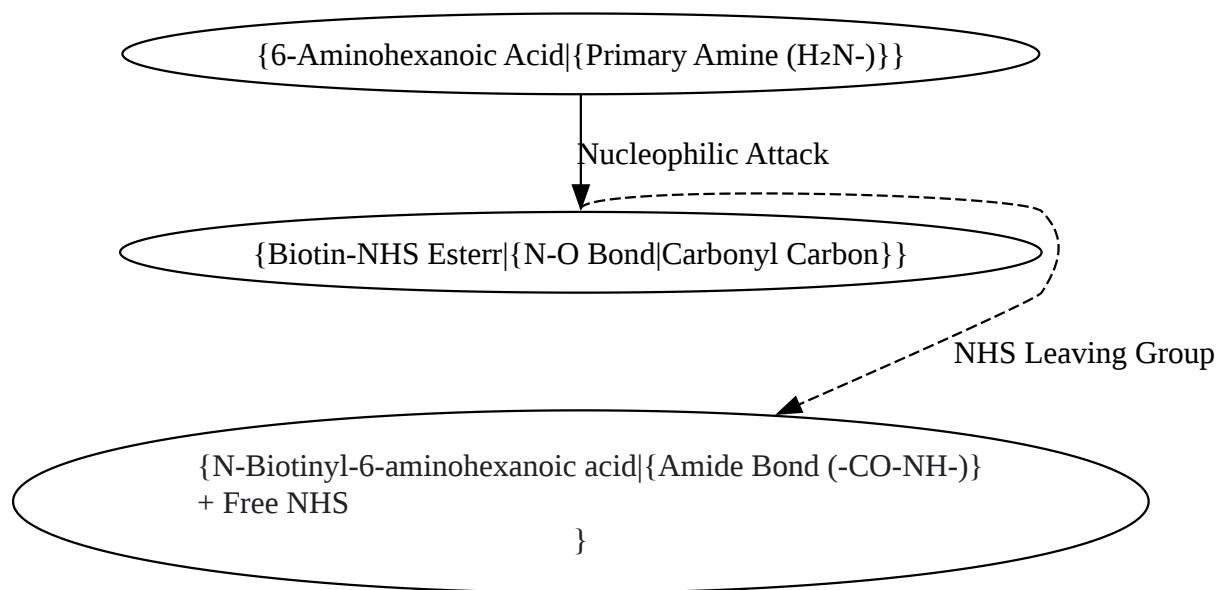 {6-Aminohexanoic Acid|{Primary Amine (H₂N-)}}
Nucleophilic Attack
{Biotin-NHS Esterr|{N-O Bond|Carbonyl Carbon}}
NHS Leaving Group
{N-Biotinyl-6-aminohexanoic acid|{Amide Bond (-CO-NH-)}
+ Free NHS
}